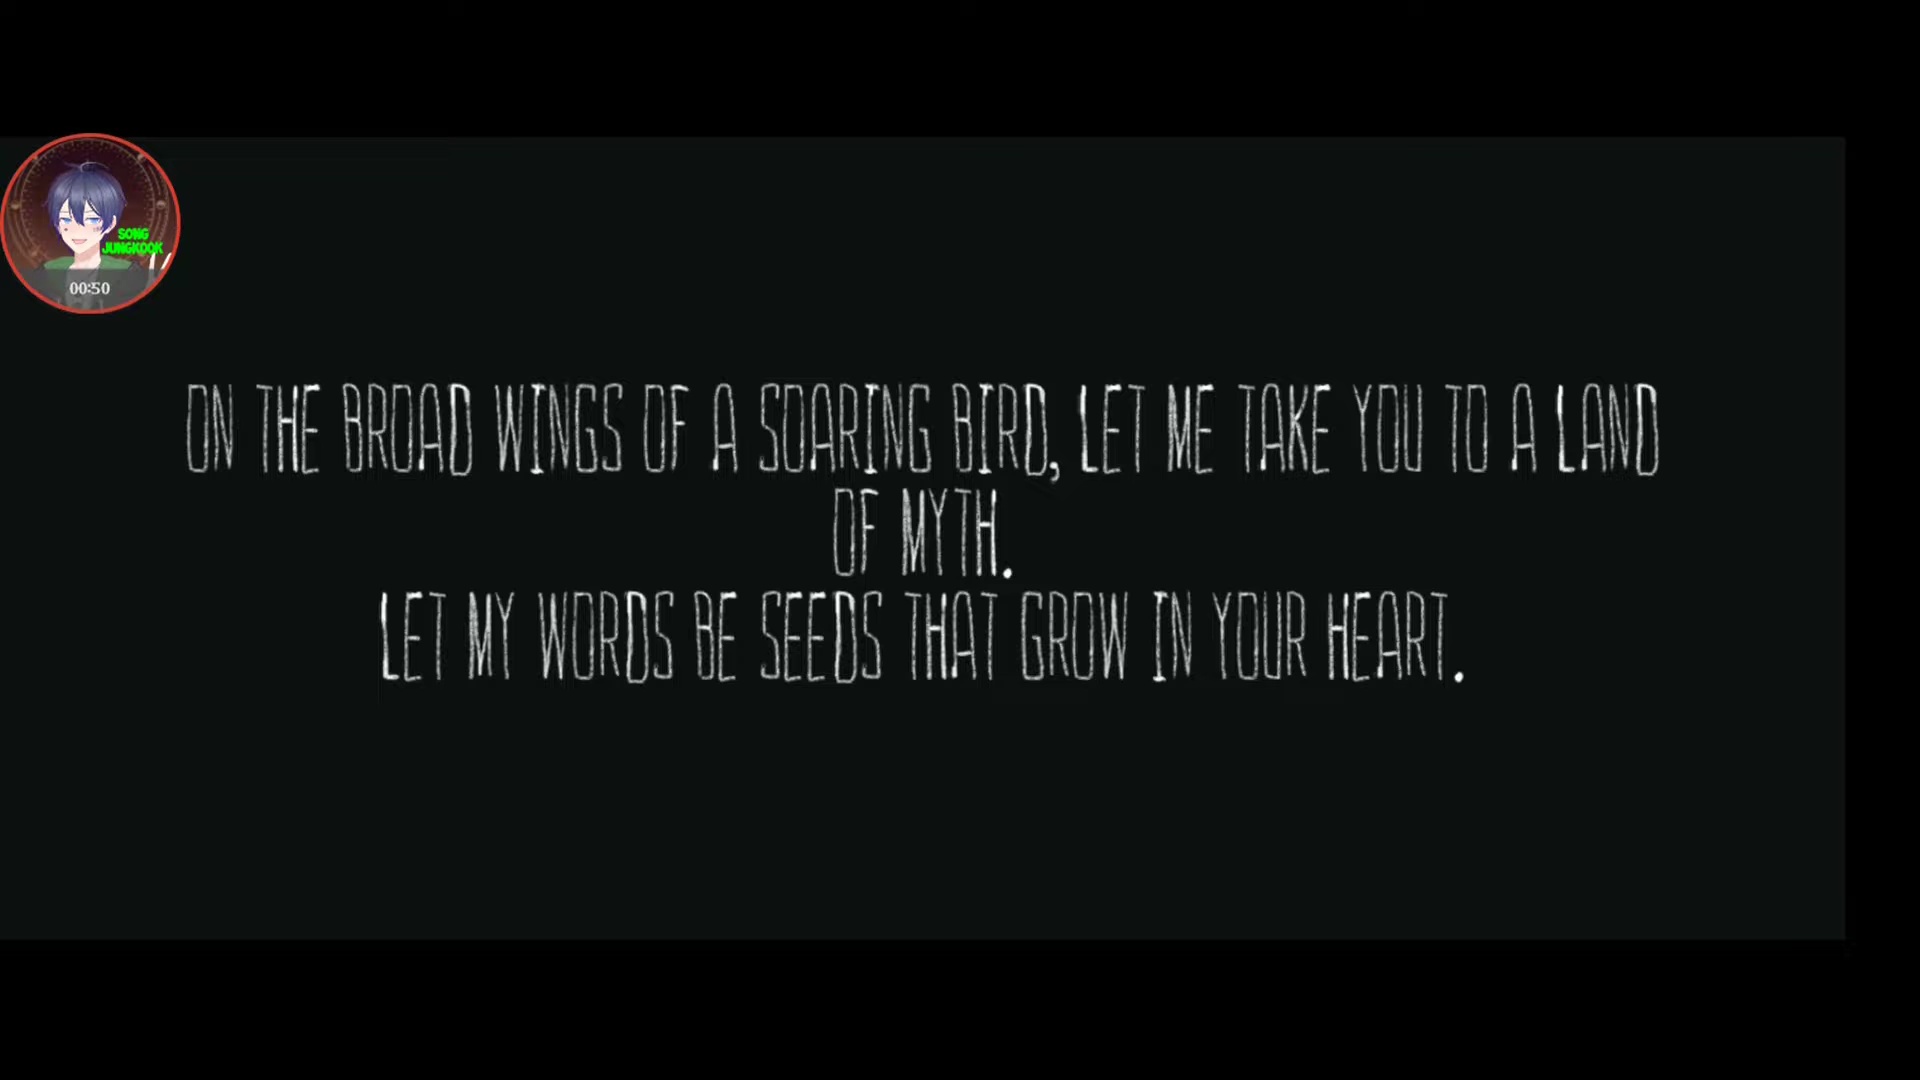 SONG
JUNGKOOK
00:50
ON THE BROAD WINGS OF A SOARING BIRD, LET ME TAKE YOU TO A LAND
OF MYTH.
LET MY WORDS BE SEEDS THAT GROW IN YOUR HEART.